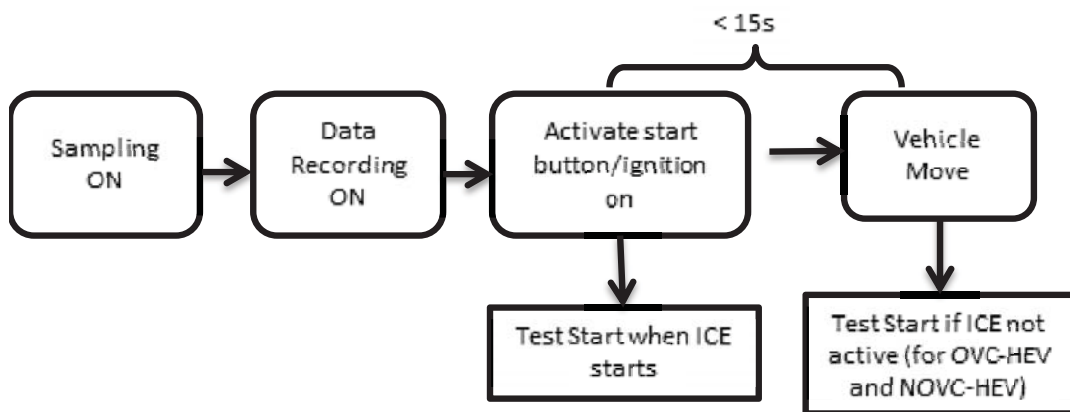 < 15s
Sampling
ON
Data
Recording
ON
Activate start
button/ignition
on
Vehicle
Move
Test Start when ICE
starts
Test Start if ICE not
active (for OVC-HEV
and NOVC-HEV)